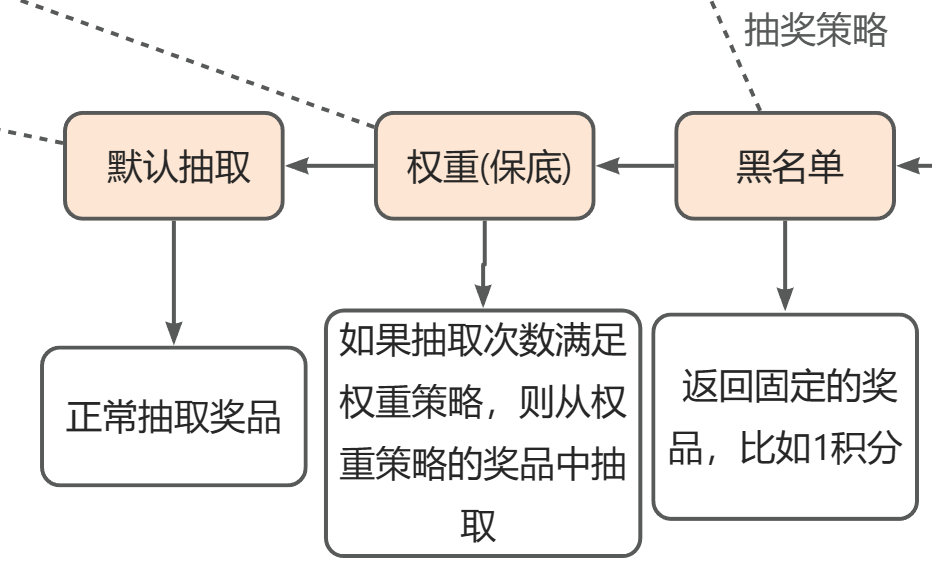 抽奖策略
默认抽取
权重(保底)
黑名单
正常抽取奖品
如果抽取次数满足
权重策略，则从权
重策略的奖品中抽
取
返回固定的奖
品，比如1积分